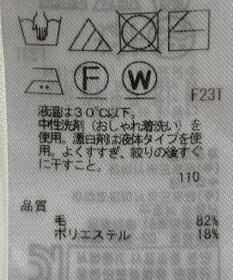 F
W
F23I
液温は30℃以下。
中性洗剤（おしゃれ着洗い）を
使用。漂白剤は液体タイプを使
用。よくすすぎ、絞りの後すぐ
に干すこと。
110
品質
毛 82%
ポリエステル 18%